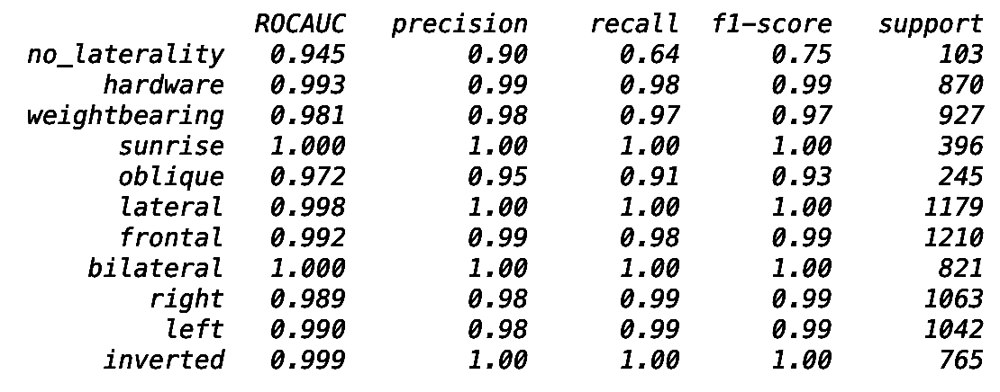 ROCAUC precision recall f1-score support
no_laterality 0.945 0.90 0.64 0.75 103
hardware 0.993 0.99 0.98 0.99 870
weightbearing 0.981 0.98 0.97 0.97 927
sunrise 1.000 1.00 1.00 1.00 396
oblique 0.972 0.95 0.91 0.93 245
lateral 0.998 1.00 1.00 1.00 1179
frontal 0.992 0.99 0.98 0.99 1210
bilateral 1.000 1.00 1.00 1.00 821
right 0.989 0.98 0.99 0.99 1063
left 0.990 0.98 0.99 0.99 1042
inverted 0.999 1.00 1.00 1.00 765